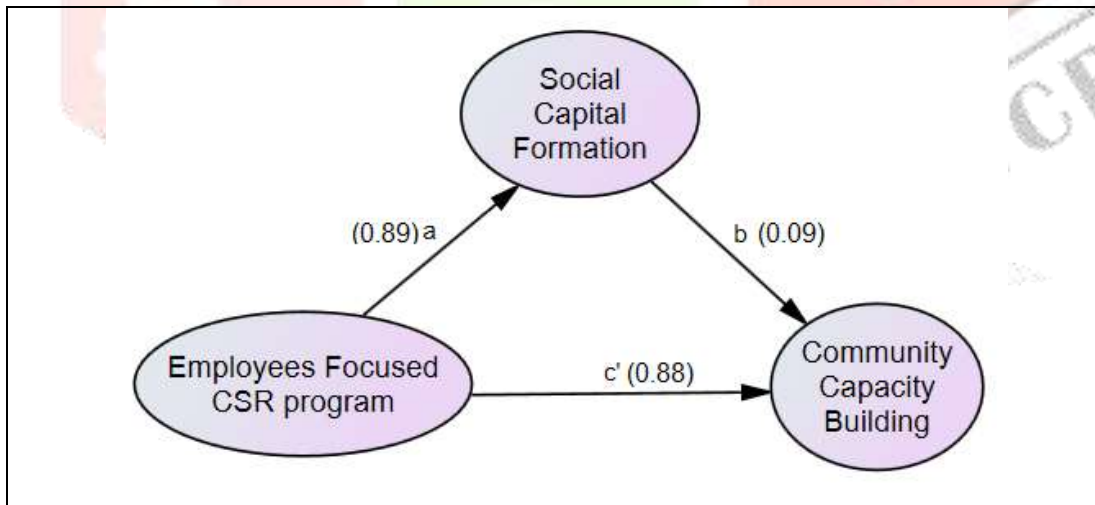 Social
Capital
Formation
(0.89) a
b (0.09)
Employees Focused
CSR program
c' (0.88)
Community
Capacity
Building